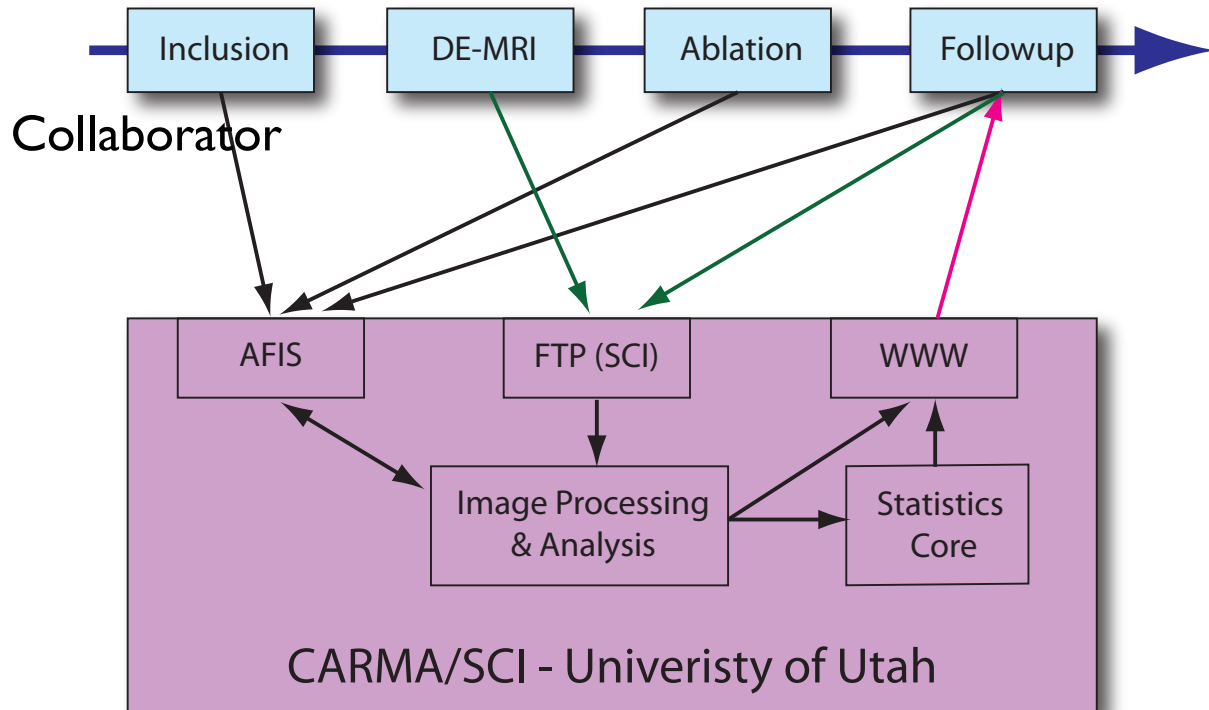 Inclusion
DE-MRI
Ablation
Followup
Collaborator
AFIS
FTP (SCI)
WWW
Image Processing
& Analysis
Statistics
Core
CARMA/SCI - Univeristy of Utah